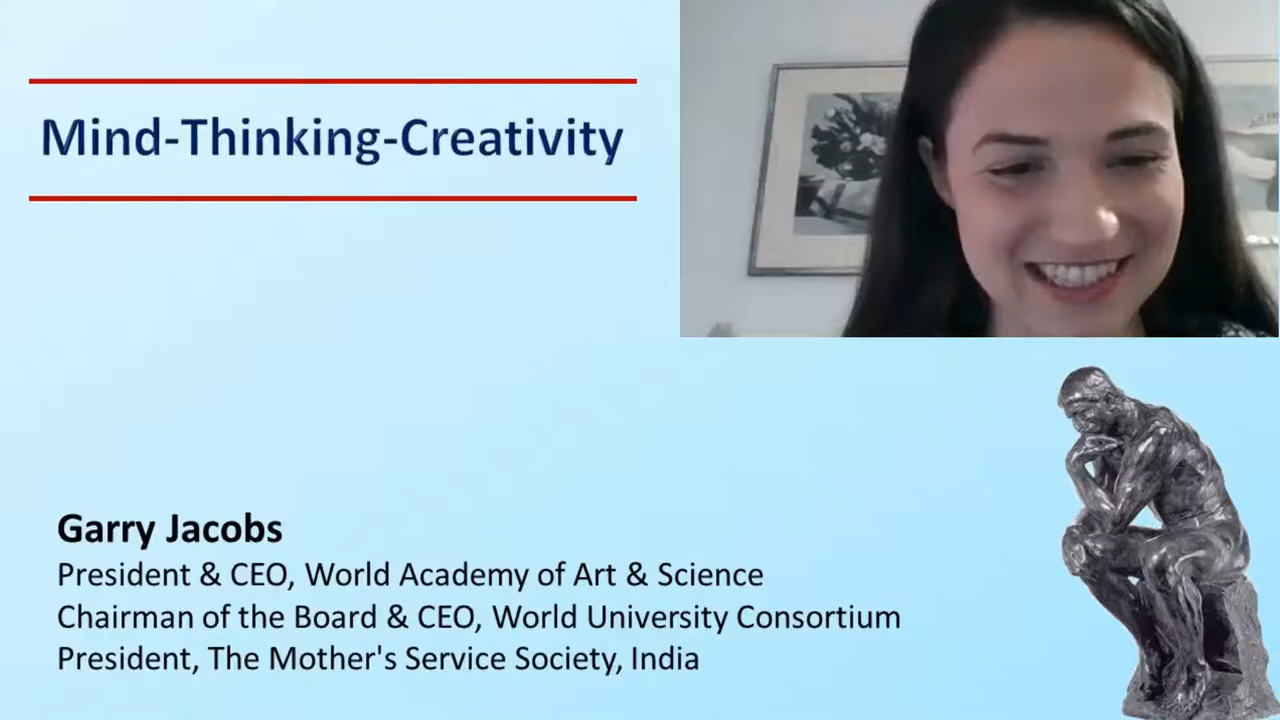 Mind-Thinking-Creativity
Garry Jacobs
President & CEO, World Academy of Art & Science
Chairman of the Board & CEO, World University Consortium
President, The Mother's Service Society, India